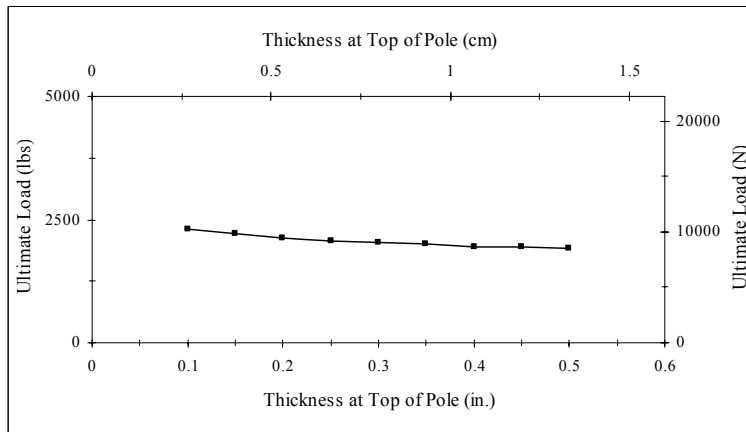 Thickness at Top of Pole (cm)
0 0.5 1 1.5
Ultimate Load (lbs)
5000
2500
0
20000
10000
0
Ultimate Load (N)
0 0.1 0.2 0.3 0.4 0.5 0.6
Thickness at Top of Pole (in.)